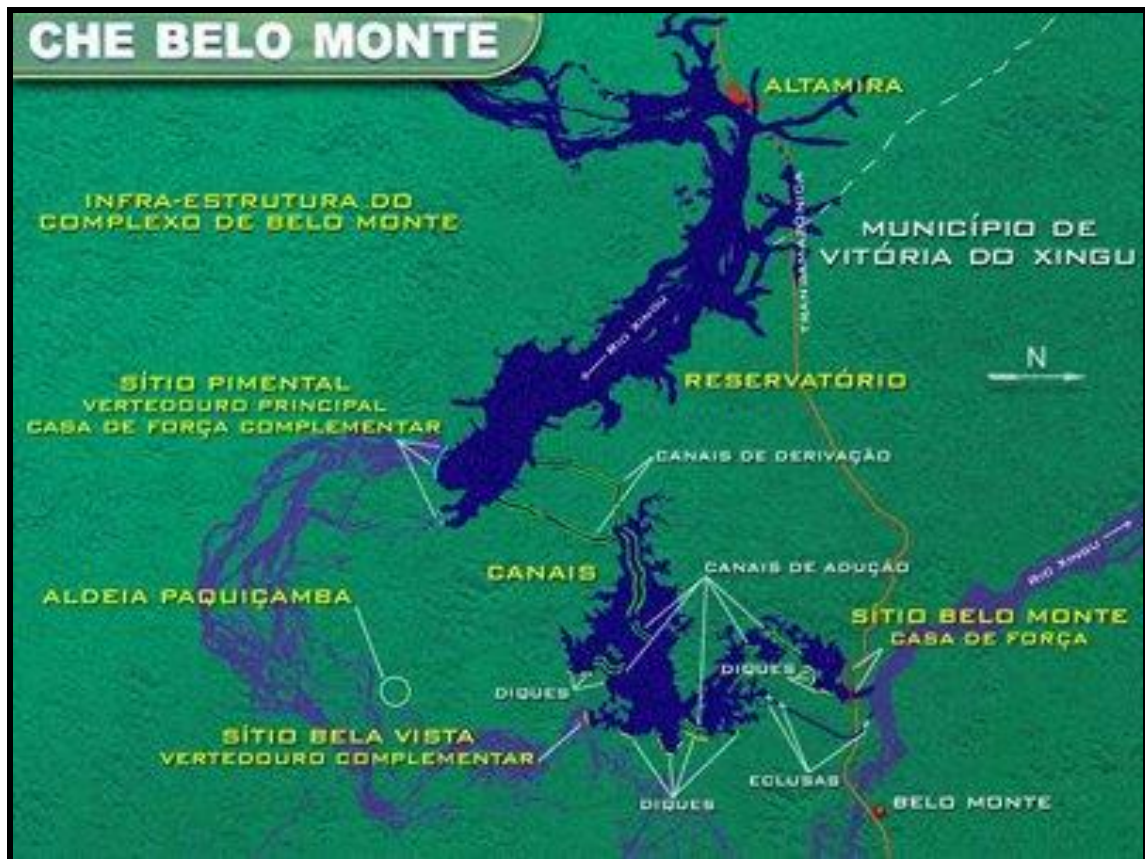 CHE BELO MONTE
ALTAMIRA
INFRA-ESTRUTURA DO
COMPLEXO DE BELO MONTE
MUNICÍPIO DE
VITÓRIA DO XINGU
TRANSAMAZÔNICA
RIO XINGU
N
RESERVATÓRIO
SÍTIO PIMENTAL
VERTEDOURO PRINCIPAL
CASA DE FORÇA COMPLEMENTAR
CANAIS DE DERIVAÇÃO
CANAIS
CANAIS DE ADUÇÃO
RIO XINGU
ALDEIA PAQUIÇAMBA
SÍTIO BELO MONTE
CASA DE FORÇA
DIQUES
DIQUES
SÍTIO BELA VISTA
VERTEDOURO COMPLEMENTAR
ECLUSAS
DIQUES
BELO MONTE